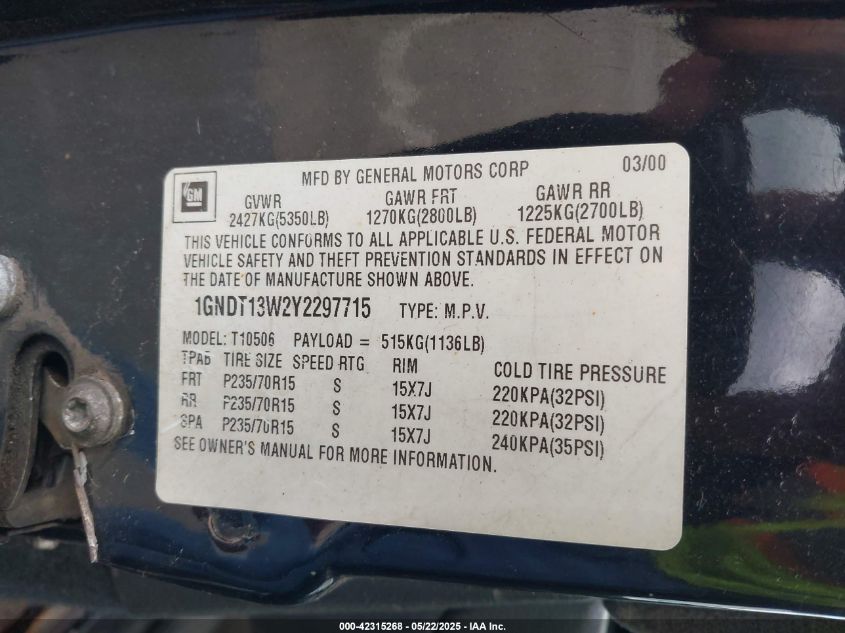 MFD BY GENERAL MOTORS CORP 03/00
GM
GVWR GAWR FRT GAWR RR
2427KG(5350LB) 1270KG(2800LB) 1225KG(2700LB)
THIS VEHICLE CONFORMS TO ALL APPLICABLE U.S. FEDERAL MOTOR
VEHICLE SAFETY AND THEFT PREVENTION STANDARDS IN EFFECT ON
THE DATE OF MANUFACTURE SHOWN ABOVE.
1GNDT13W2Y2297715 TYPE: M.P.V.
MODEL: T10506 PAYLOAD = 515KG(1136LB)
TPAB TIRE SIZE SPEED RTG RIM COLD TIRE PRESSURE
FRT P235/70R15 S 15X7J 220KPA(32PSI)
RR P235/70R15 S 15X7J 220KPA(32PSI)
SPA P235/70R15 S 15X7J 240KPA(35PSI)
SEE OWNER'S MANUAL FOR MORE INFORMATION.
000-42315268 - 05/22/2025 - IAA Inc.